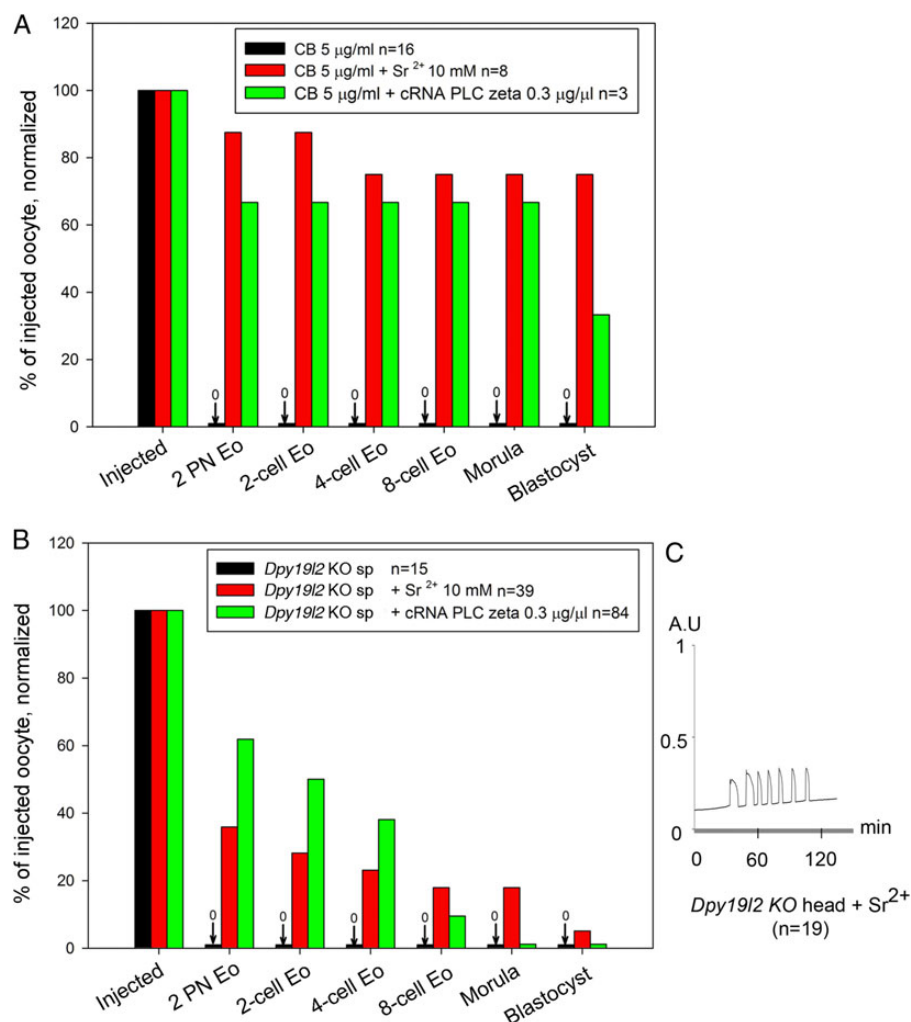 A
% of injected oocyte, normalized
120
100
80
60
40
20
0
CB 5 μg/ml n=16
CB 5 μg/ml + Sr 2+ 10 mM n=8
CB 5 μg/ml + cRNA PLC zeta 0.3 μg/μl n=3
0 0 0 0 0 0
Injected
2 PN Eo
2-cell Eo
4-cell Eo
8-cell Eo
Morula
Blastocyst
B
% of injected oocyte, normalized
120
100
80
60
40
20
0
Dpy19l2 KO sp n=15
Dpy19l2 KO sp + Sr 2+ 10 mM n=39
Dpy19l2 KO sp + cRNA PLC zeta 0.3 μg/μl n=84
0 0 0 0 0 0
Injected
2 PN Eo
2-cell Eo
4-cell Eo
8-cell Eo
Morula
Blastocyst
C
A.U
1
0.5
0
min
0 60 120
Dpy19l2 KO head + Sr2+
(n=19)